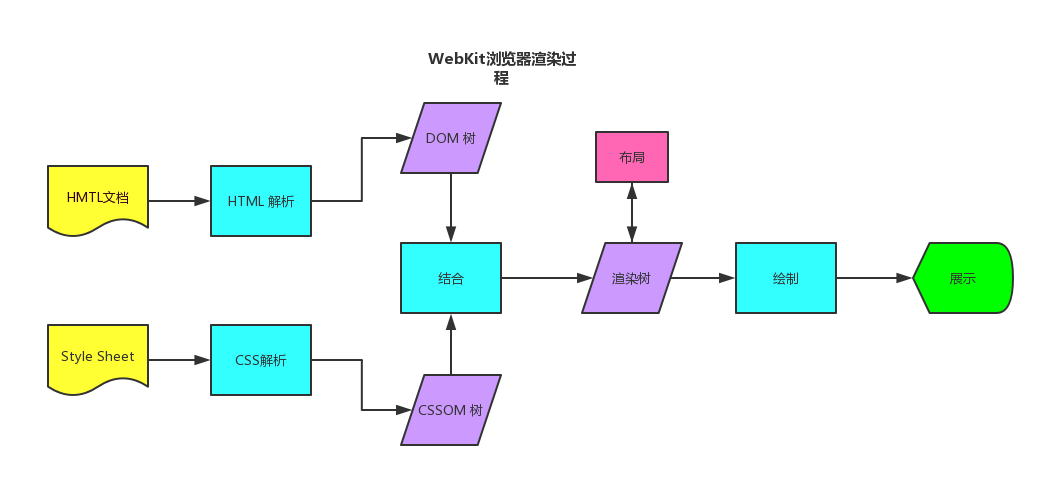 WebKit浏览器渲染过
程
DOM 树
布局
HMTL文档
HTML 解析
结合
渲染树
绘制
展示
Style Sheet
CSS解析
CSSOM 树